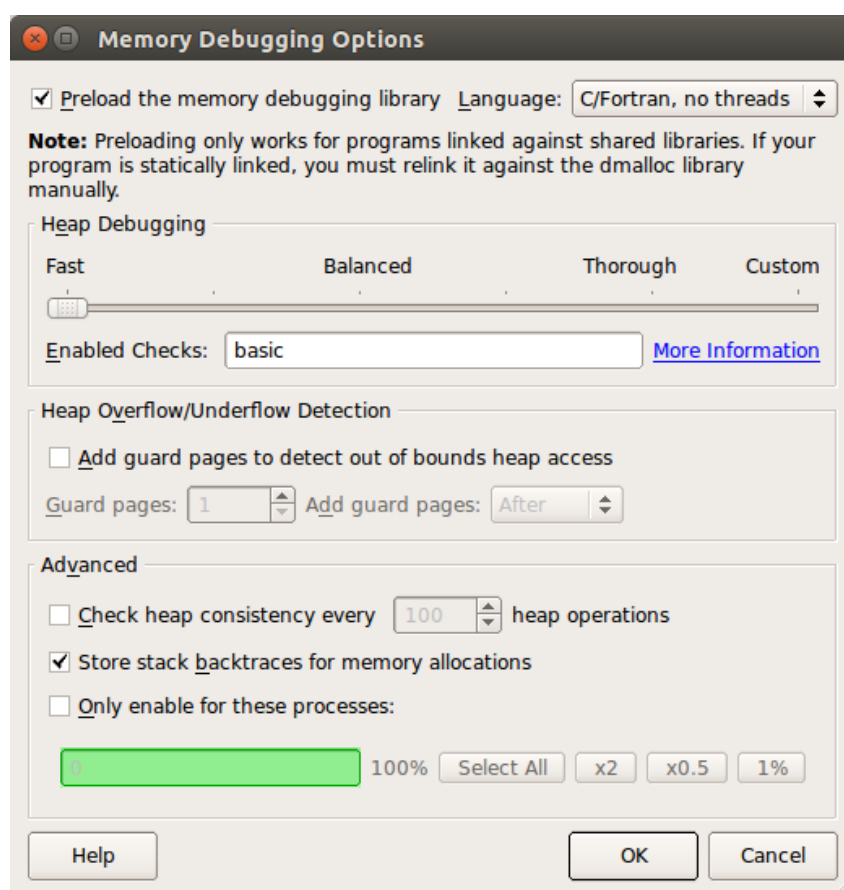 Memory Debugging Options
Preload the memory debugging library Language: C/Fortran, no threads
Note: Preloading only works for programs linked against shared libraries. If your
program is statically linked, you must relink it against the dmalloc library
manually.
Heap Debugging
Fast Balanced Thorough Custom
Enabled Checks: basic More Information
Heap Overflow/Underflow Detection
Add guard pages to detect out of bounds heap access
Guard pages: 1 Add guard pages: After
Advanced
Check heap consistency every 100 heap operations
Store stack backtraces for memory allocations
Only enable for these processes:
0 100% Select All x2 x0.5 1%
Help OK Cancel